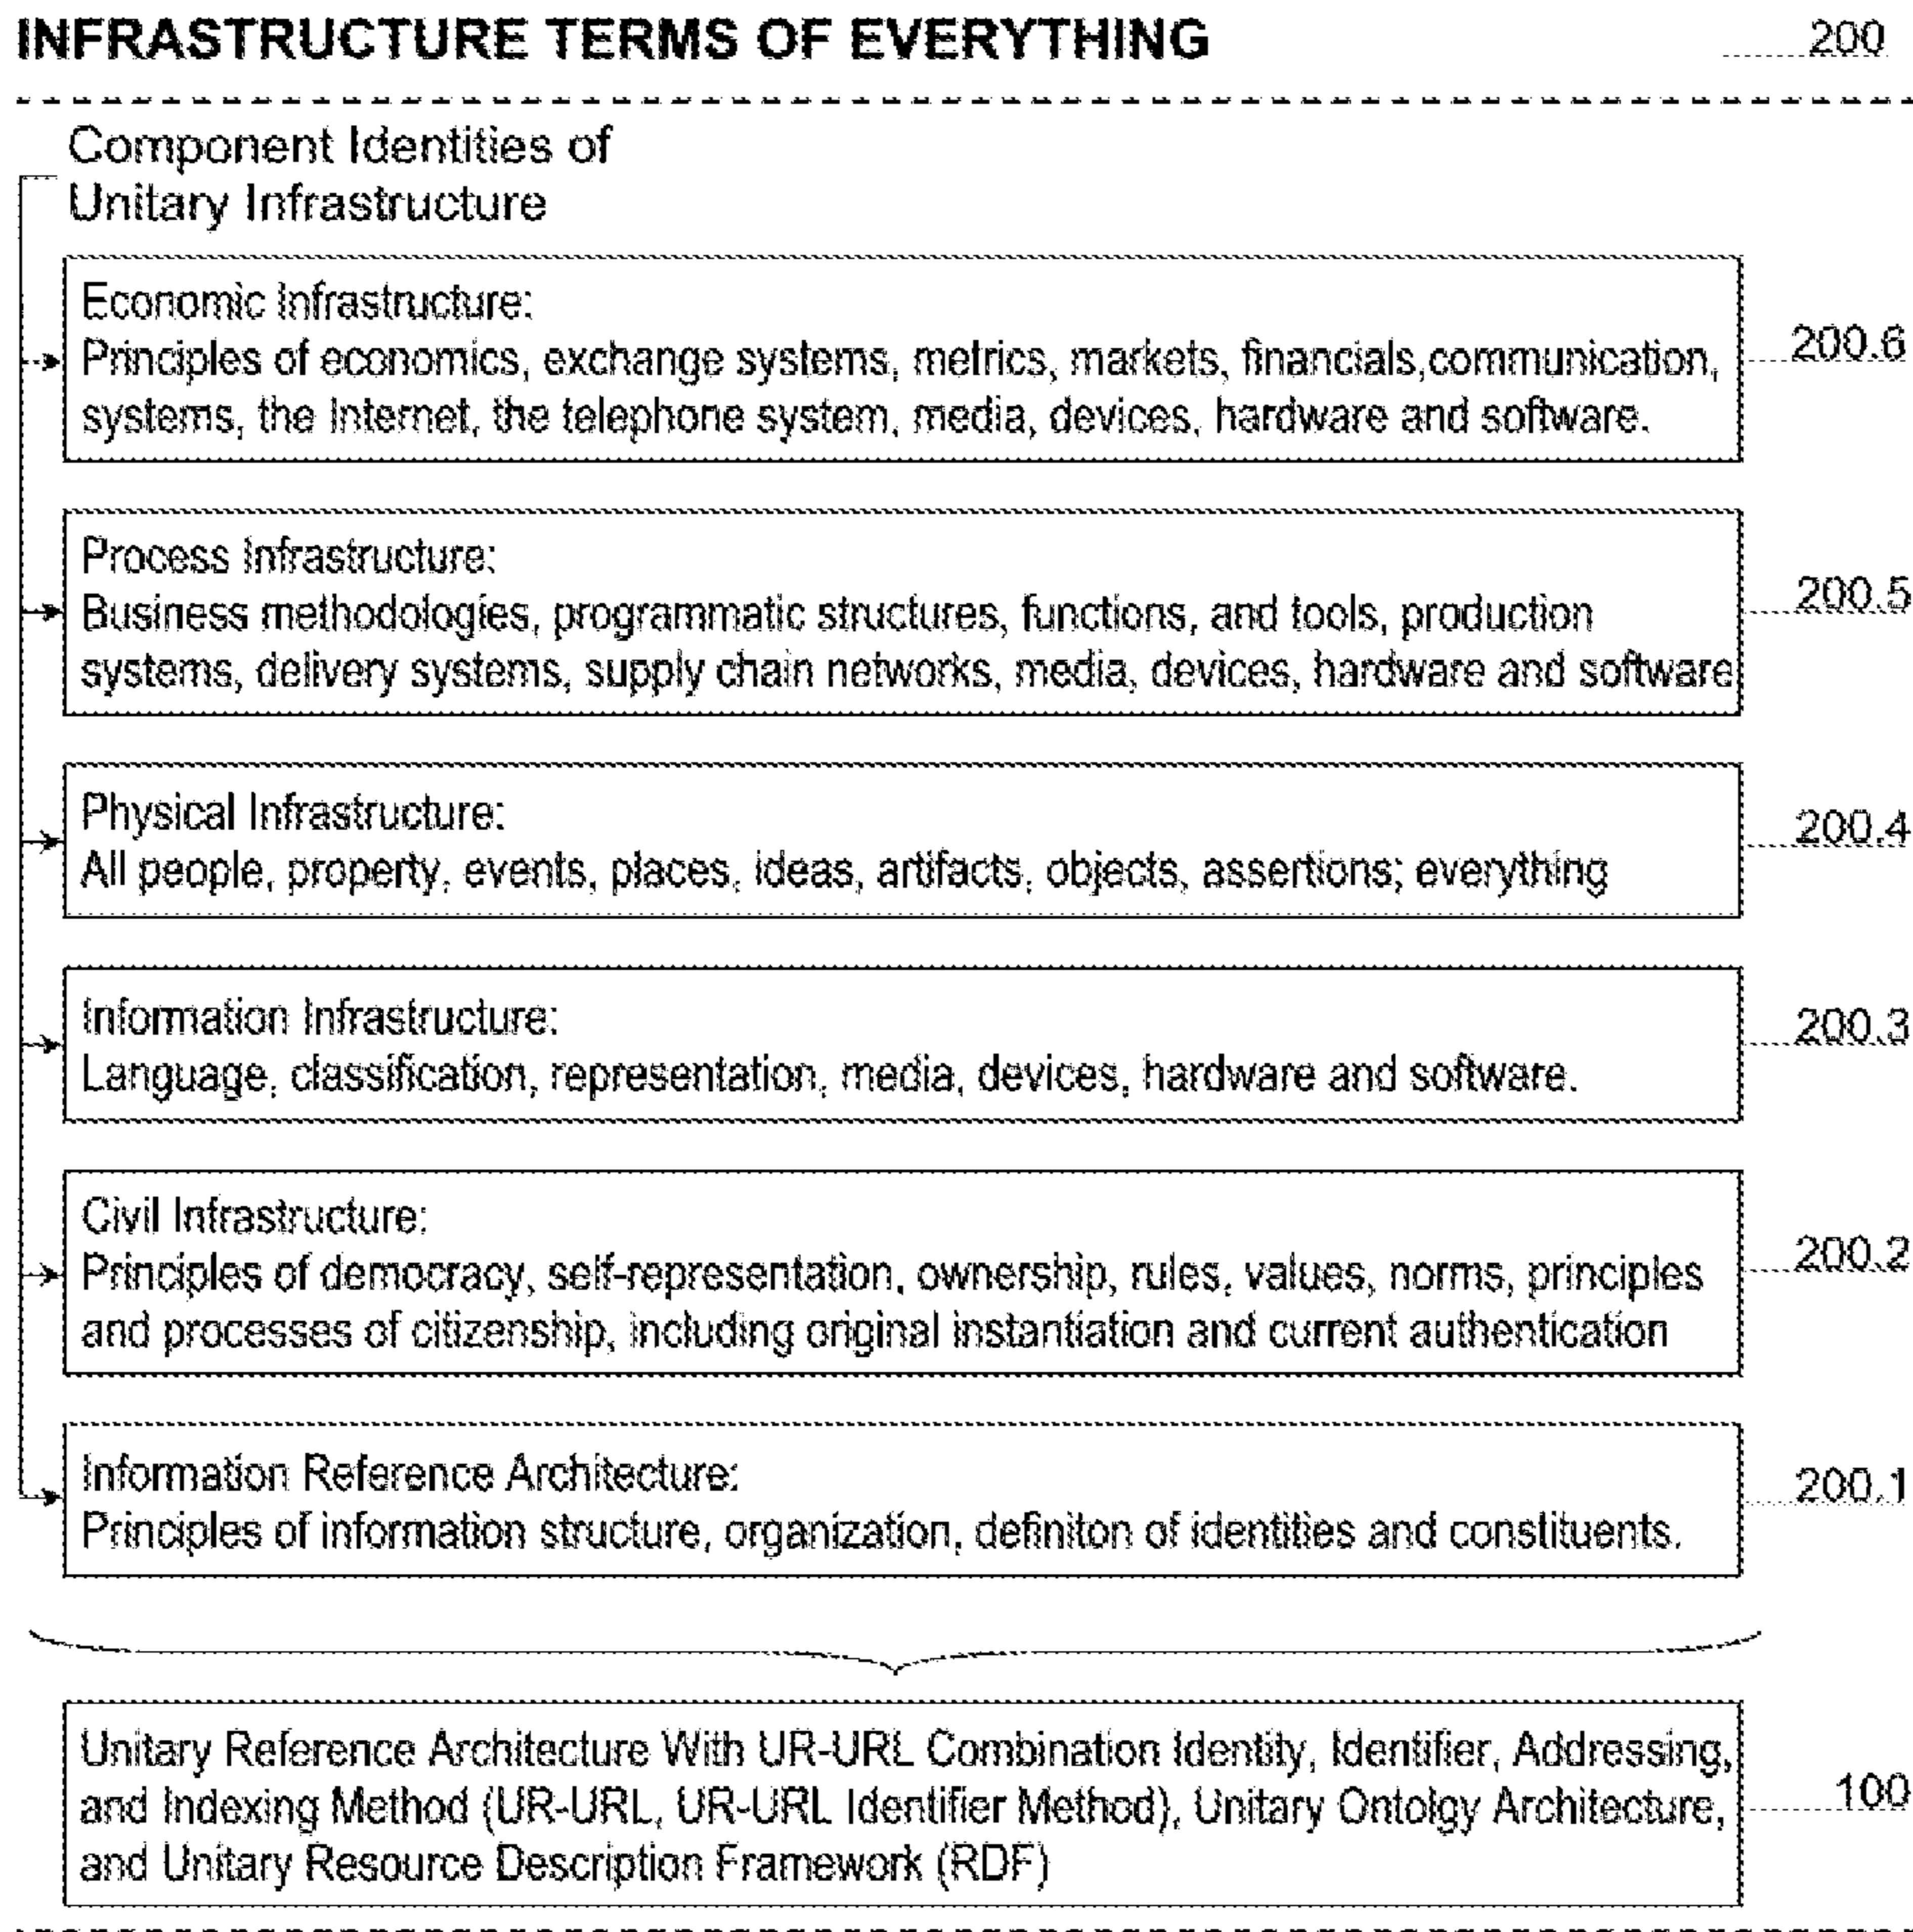 INFRASTRUCTURE TERMS OF EVERYTHING 200
Component Identities of
Unitary Infrastructure
Economic Infrastructure:
Principles of economics, exchange systems, metrics, markets, financials,communication, 200.6
systems, the Internet, the telephone system, media, devices, hardware and software.
Process Infrastructure:
Business methodologies, programmatic structures, functions, and tools, production 200.5
systems, delivery systems, supply chain networks, media, devices, hardware and software
Physical Infrastructure: 200.4
All people, property, events, places, ideas, artifacts, objects, assertions; everything
Information Infrastructure: 200.3
Language, classification, representation, media, devices, hardware and software.
Civil Infrastructure:
Principles of democracy, self-representation, ownership, rules, values, norms, principles 200.2
and processes of citizenship, including original instantiation and current authentication
Information Reference Architecture: 200.1
Principles of information structure, organization, definiton of identities and constituents.
Unitary Reference Architecture With UR-URL Combination Identity, Identifier, Addressing,
and Indexing Method (UR-URL, UR-URL Identifier Method), Unitary Ontolgy Architecture, 100
and Unitary Resource Description Framework (RDF)